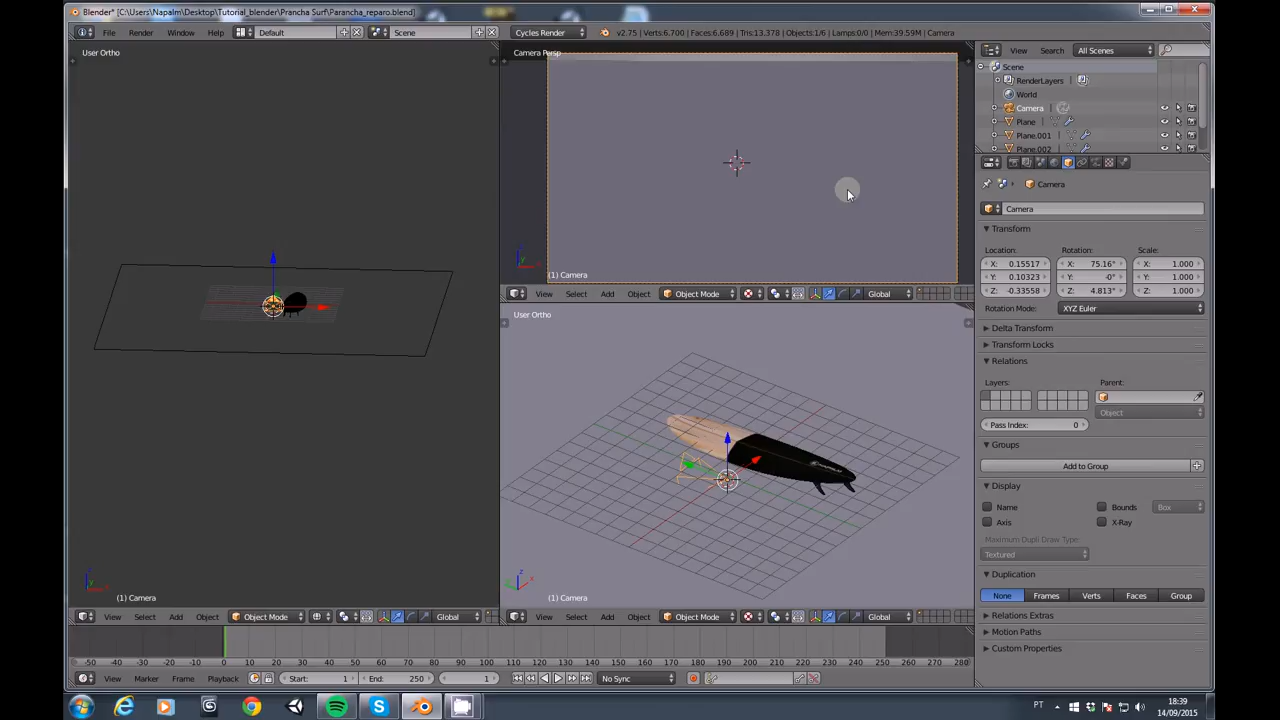 Blender* [C:\Users\Napalm\Desktop\Tutorial_blender\Prancha Surf\Parancha_reparo.blend]
File Render Window Help Default Scene Cycles Render v2.75 | Verts:6.700 | Faces:6.689 | Tris:13.378 | Objects:1/6 | Lamps:0/0 | Mem:39.59M | Camera
User Ortho
Camera Persp
View Search All Scenes
Scene
RenderLayers
World
Camera
Plane
Plane.001
Plane.002
Camera
Camera
Transform
Location: Rotation: Scale:
X: 0.15517 X: 75.16° X: 1.000
Y: 0.10323 Y: -0° Y: 1.000
Z: -0.33558 Z: 4.813° Z: 1.000
Rotation Mode: XYZ Euler
Delta Transform
Transform Locks
Relations
Layers: Parent:
Object
Pass Index: 0
Groups
Add to Group
Display
Name Bounds Box
Axis X-Ray
Maximum Dupli Draw Type:
Textured
Duplication
None Frames Verts Faces Group
Relations Extras
Motion Paths
Custom Properties
(1) Camera
View Select Add Object Object Mode Global
User Ortho
(1) Camera
(1) Camera
View Select Add Object Object Mode Global
View Select Add Object Object Mode Global
-50 -40 -30 -20 -10 0 10 20 30 40 50 60 70 80 90 100 110 120 130 140 150 160 170 180 190 200 210 220 230 240 250 260 270 280
View Marker Frame Playback Start: 1 End: 250 1 No Sync
PT 18:39
14/09/2015